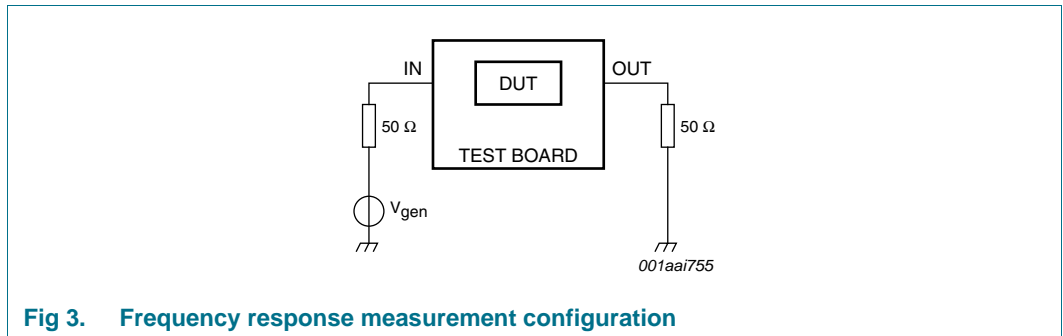 IN
OUT
DUT
50 Ω
50 Ω
TEST BOARD
Vgen
001aai755
Fig 3. Frequency response measurement configuration